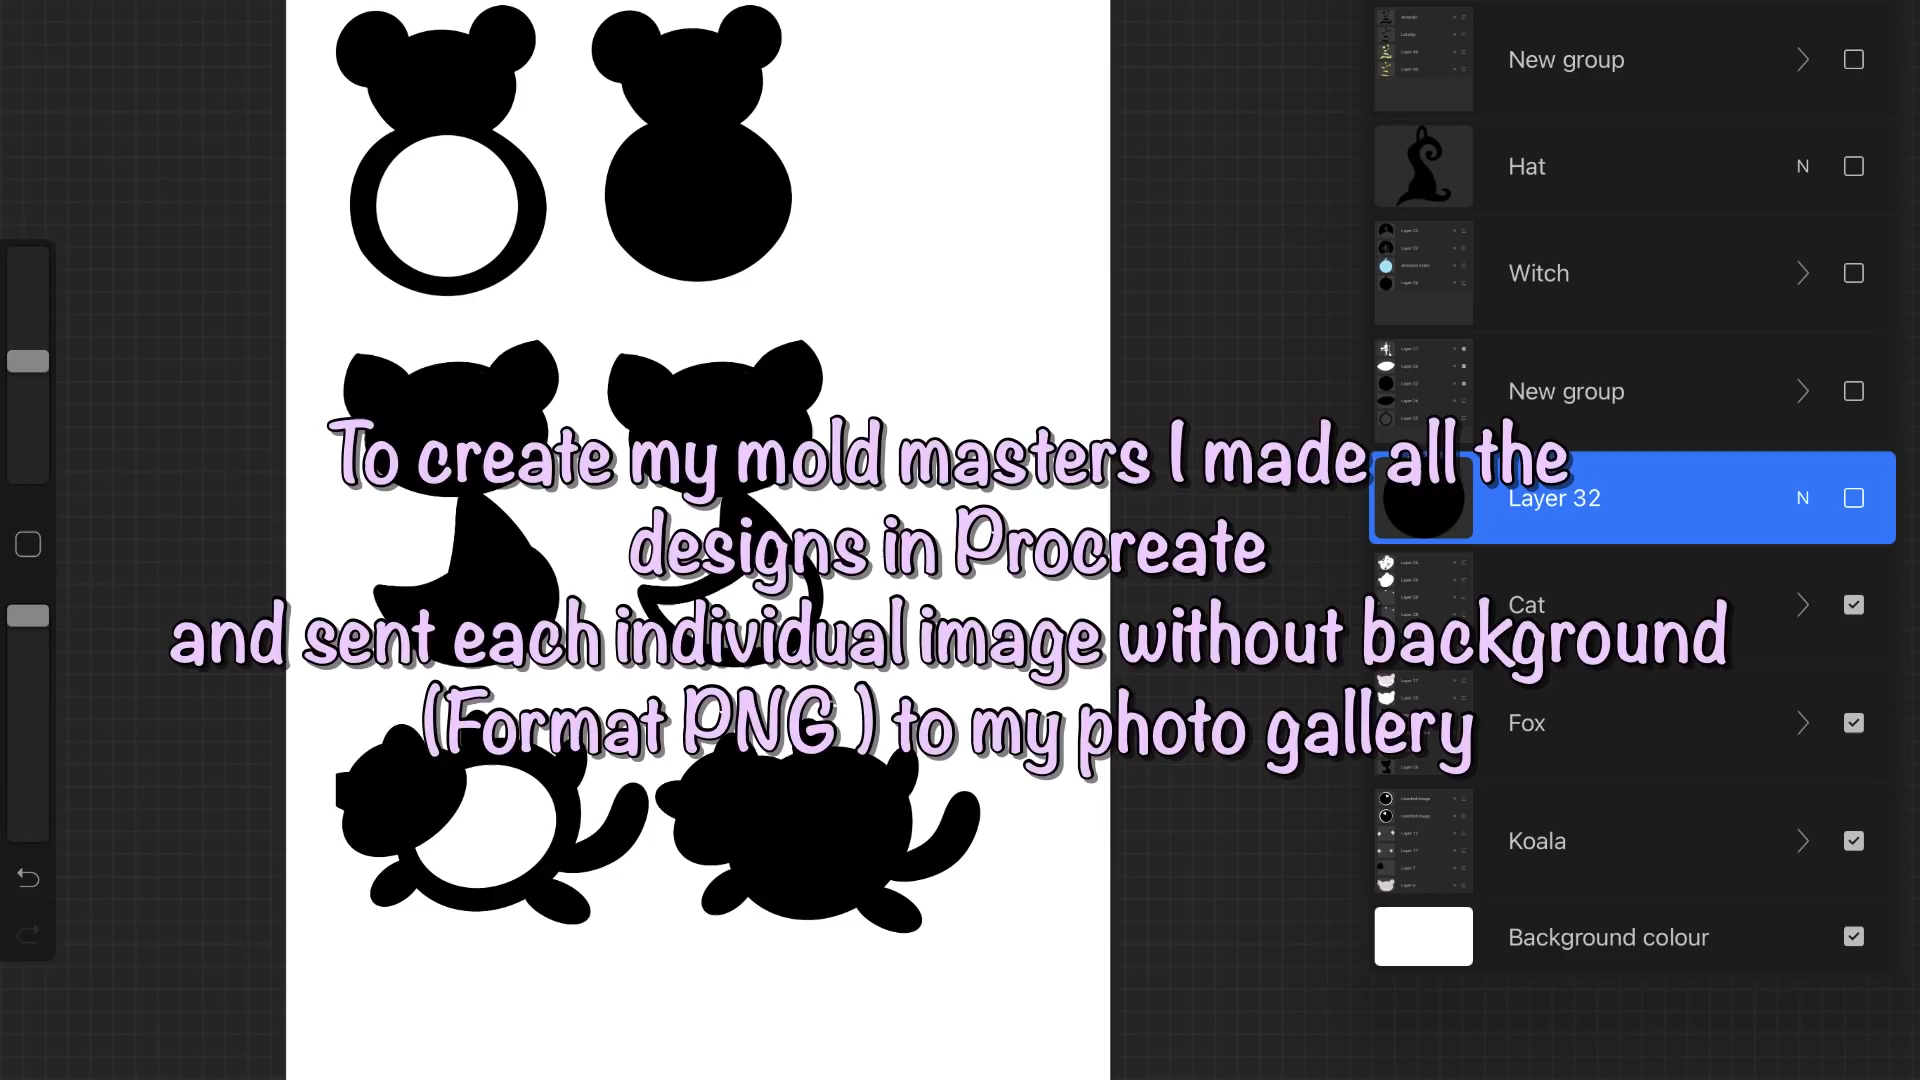 New group
Hat N
Witch
New group
To create my mold masters I made all the
designs in Procreate
and sent each individual image without background
(Format PNG ) to my photo gallery
Layer 32 N
Cat
Fox
Koala
Background colour